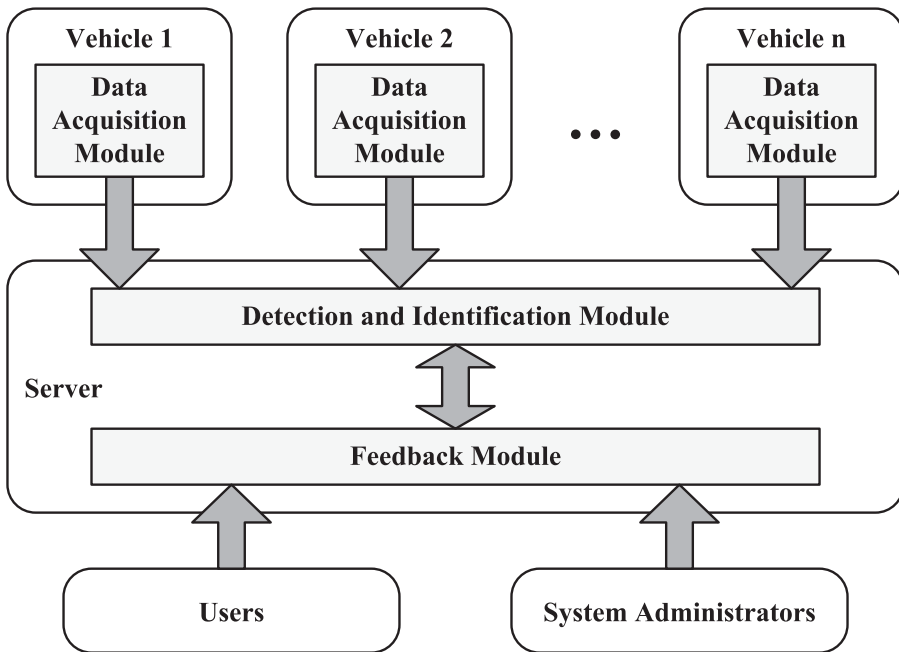 Vehicle 1
Data
Acquisition
Module
Vehicle 2
Data
Acquisition
Module
...
Vehicle n
Data
Acquisition
Module
Detection and Identification Module
Server
Feedback Module
Users
System Administrators